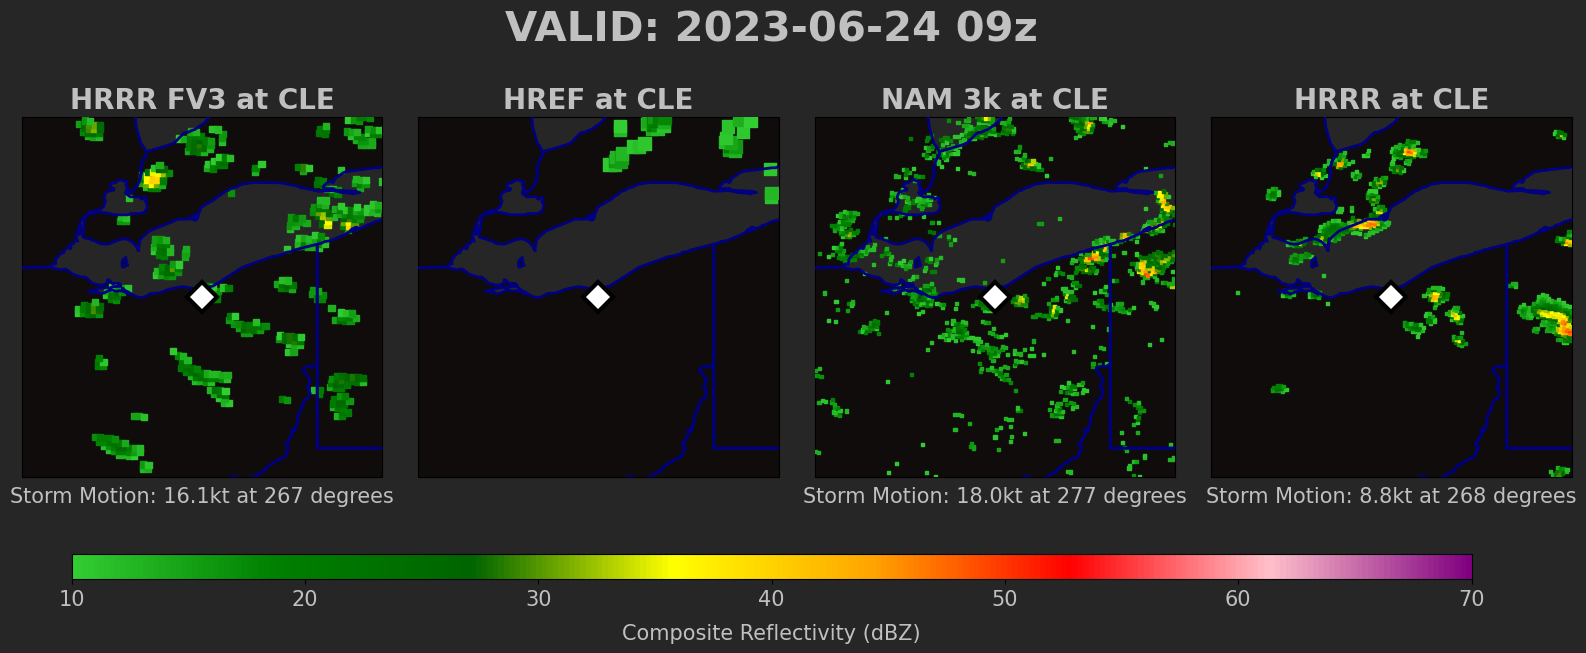 VALID: 2023-06-24 09z
HRRR FV3 at CLE
HREF at CLE
NAM 3k at CLE
HRRR at CLE
Storm Motion: 16.1kt at 267 degrees
Storm Motion: 18.0kt at 277 degrees
Storm Motion: 8.8kt at 268 degrees
10 20 30 40 50 60 70
Composite Reflectivity (dBZ)